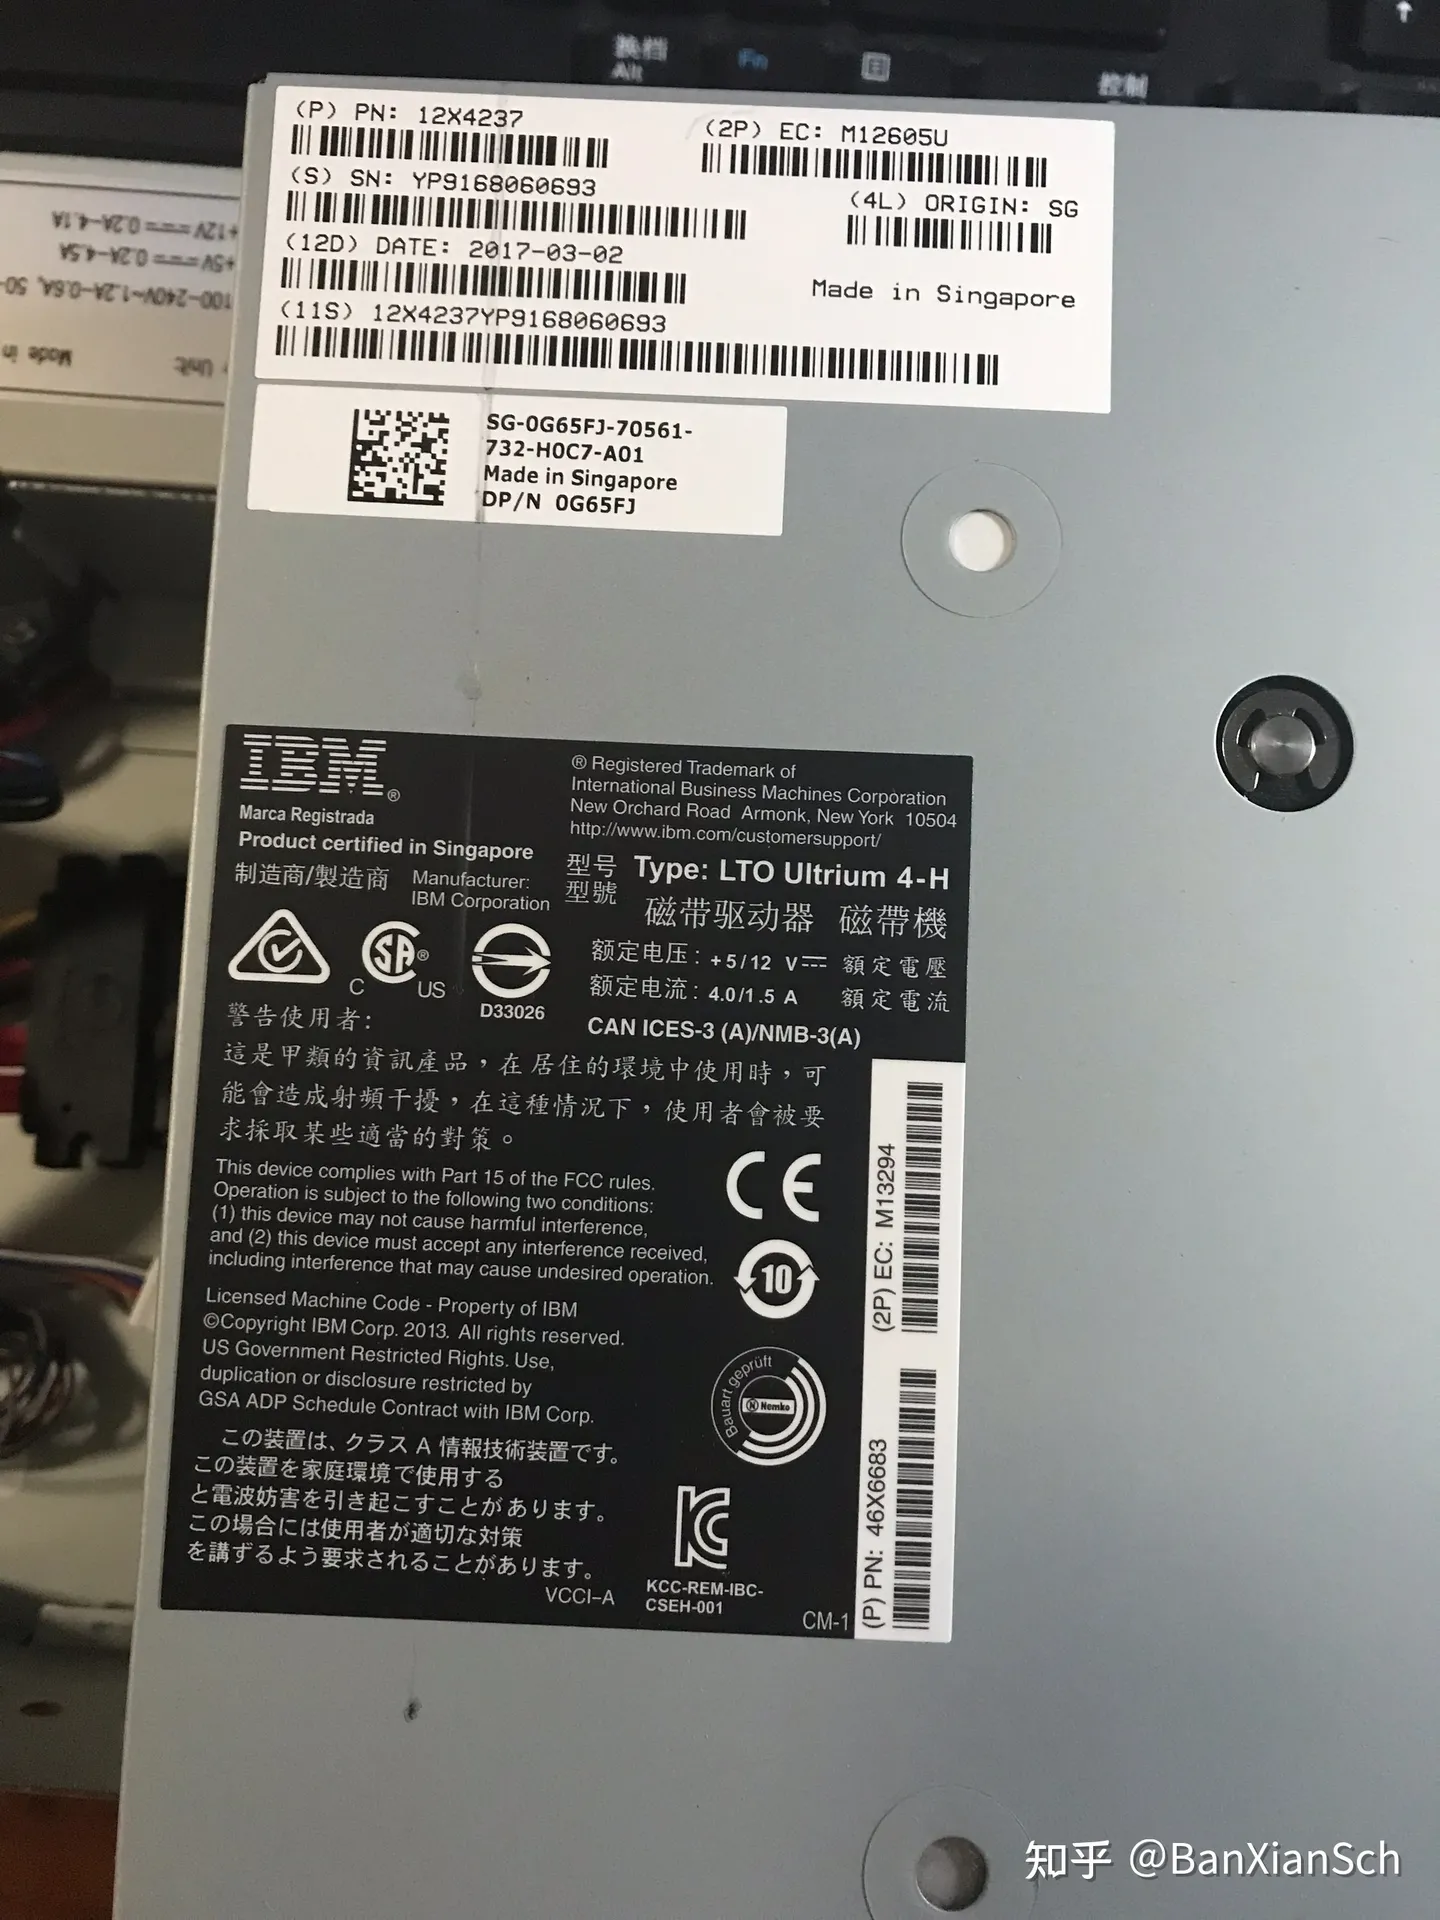 换档
Alt
Fn
控制
(P) PN: 12X4237
(2P) EC: M12605U
(S) SN: YP9168060693
(4L) ORIGIN: SG
(12D) DATE: 2017-03-02
Made in Singapore
(11S) 12X4237YP9168060693
+12V 0.2A-4.1A
+5V 0.2A-4.5A
100-240V~1.2A-0.6A, 50-
Unit:
Made in
SG-0G65FJ-70561-
732-H0C7-A01
Made in Singapore
DP/N 0G65FJ
IBM®
Marca Registrada
Product certified in Singapore
制造商/製造商 Manufacturer:
IBM Corporation
® Registered Trademark of
International Business Machines Corporation
New Orchard Road Armonk, New York 10504
http://www.ibm.com/customersupport/
型号 Type: LTO Ultrium 4-H
型號
磁带驱动器 磁帶機
额定电压: +5/12 V 額定電壓
额定电流: 4.0/1.5 A 額定電流
C SA® US
D33026
CAN ICES-3 (A)/NMB-3(A)
警告使用者:
這是甲類的資訊產品，在居住的環境中使用時，可
能會造成射頻干擾，在這種情況下，使用者會被要
求採取某些適當的對策。
This device complies with Part 15 of the FCC rules.
Operation is subject to the following two conditions:
(1) this device may not cause harmful interference,
and (2) this device must accept any interference received,
including interference that may cause undesired operation.
CE
10
Licensed Machine Code - Property of IBM
©Copyright IBM Corp. 2013. All rights reserved.
US Government Restricted Rights. Use,
duplication or disclosure restricted by
GSA ADP Schedule Contract with IBM Corp.
Bauart geprüft
N Nemko
この装置は、クラス A 情報技術装置です。
この装置を家庭環境で使用する
と電波妨害を引き起こすことがあります。
この場合には使用者が適切な対策
を講ずるよう要求されることがあります。
VCCI-A
KCC-REM-IBC-
CSEH-001
CM-1
(2P) EC: M13294
(P) PN: 46X6683
知乎 @BanXianSch